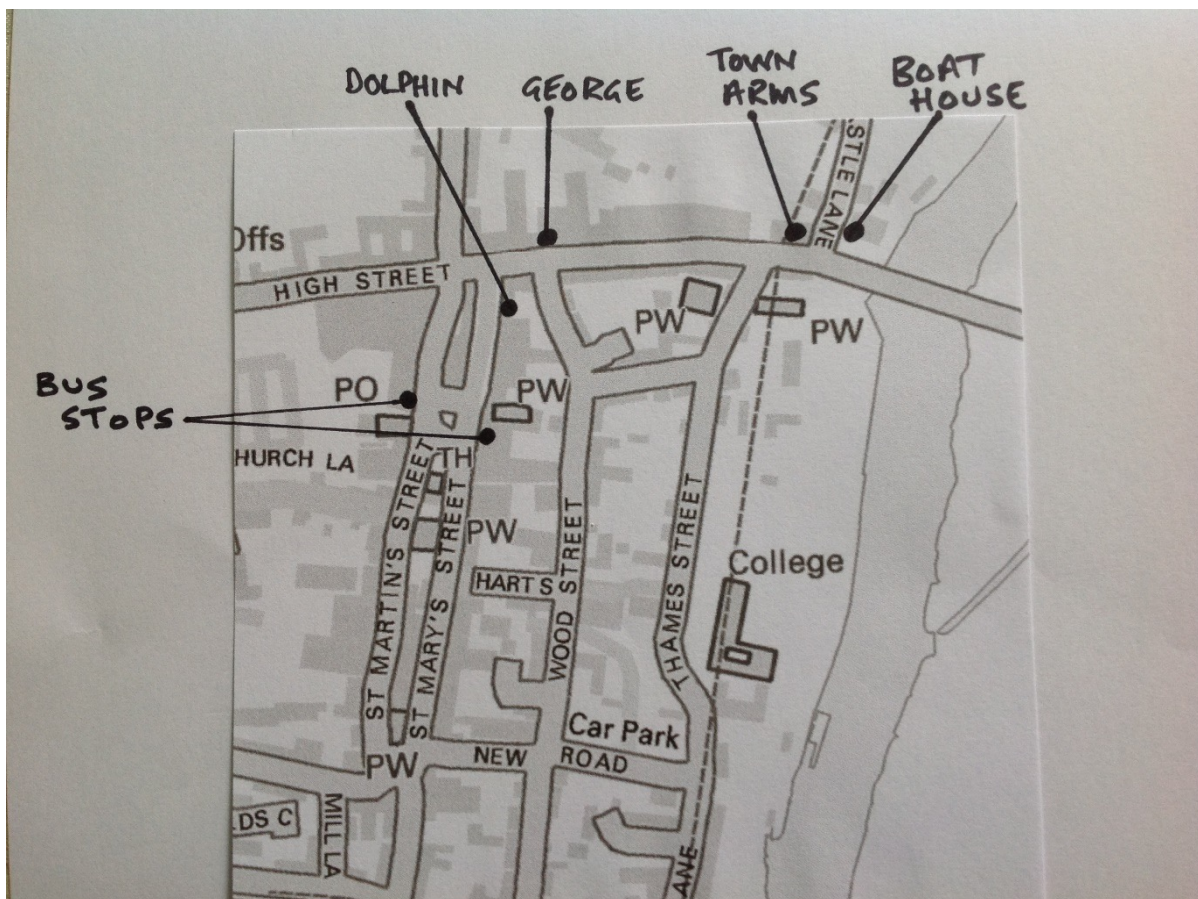 DOLPHIN
GEORGE
TOWN
ARMS
BOAT
HOUSE
STLE LANE
Offs
HIGH STREET
PW
PW
BUS
STOPS
PO
PW
HURCH LA
TH
ST MARTIN'S STREET
ST MARY'S STREET
PW
HART S
WOOD STREET
THAMES STREET
College
Car Park
NEW ROAD
PW
MILL LA
DS C
ANE